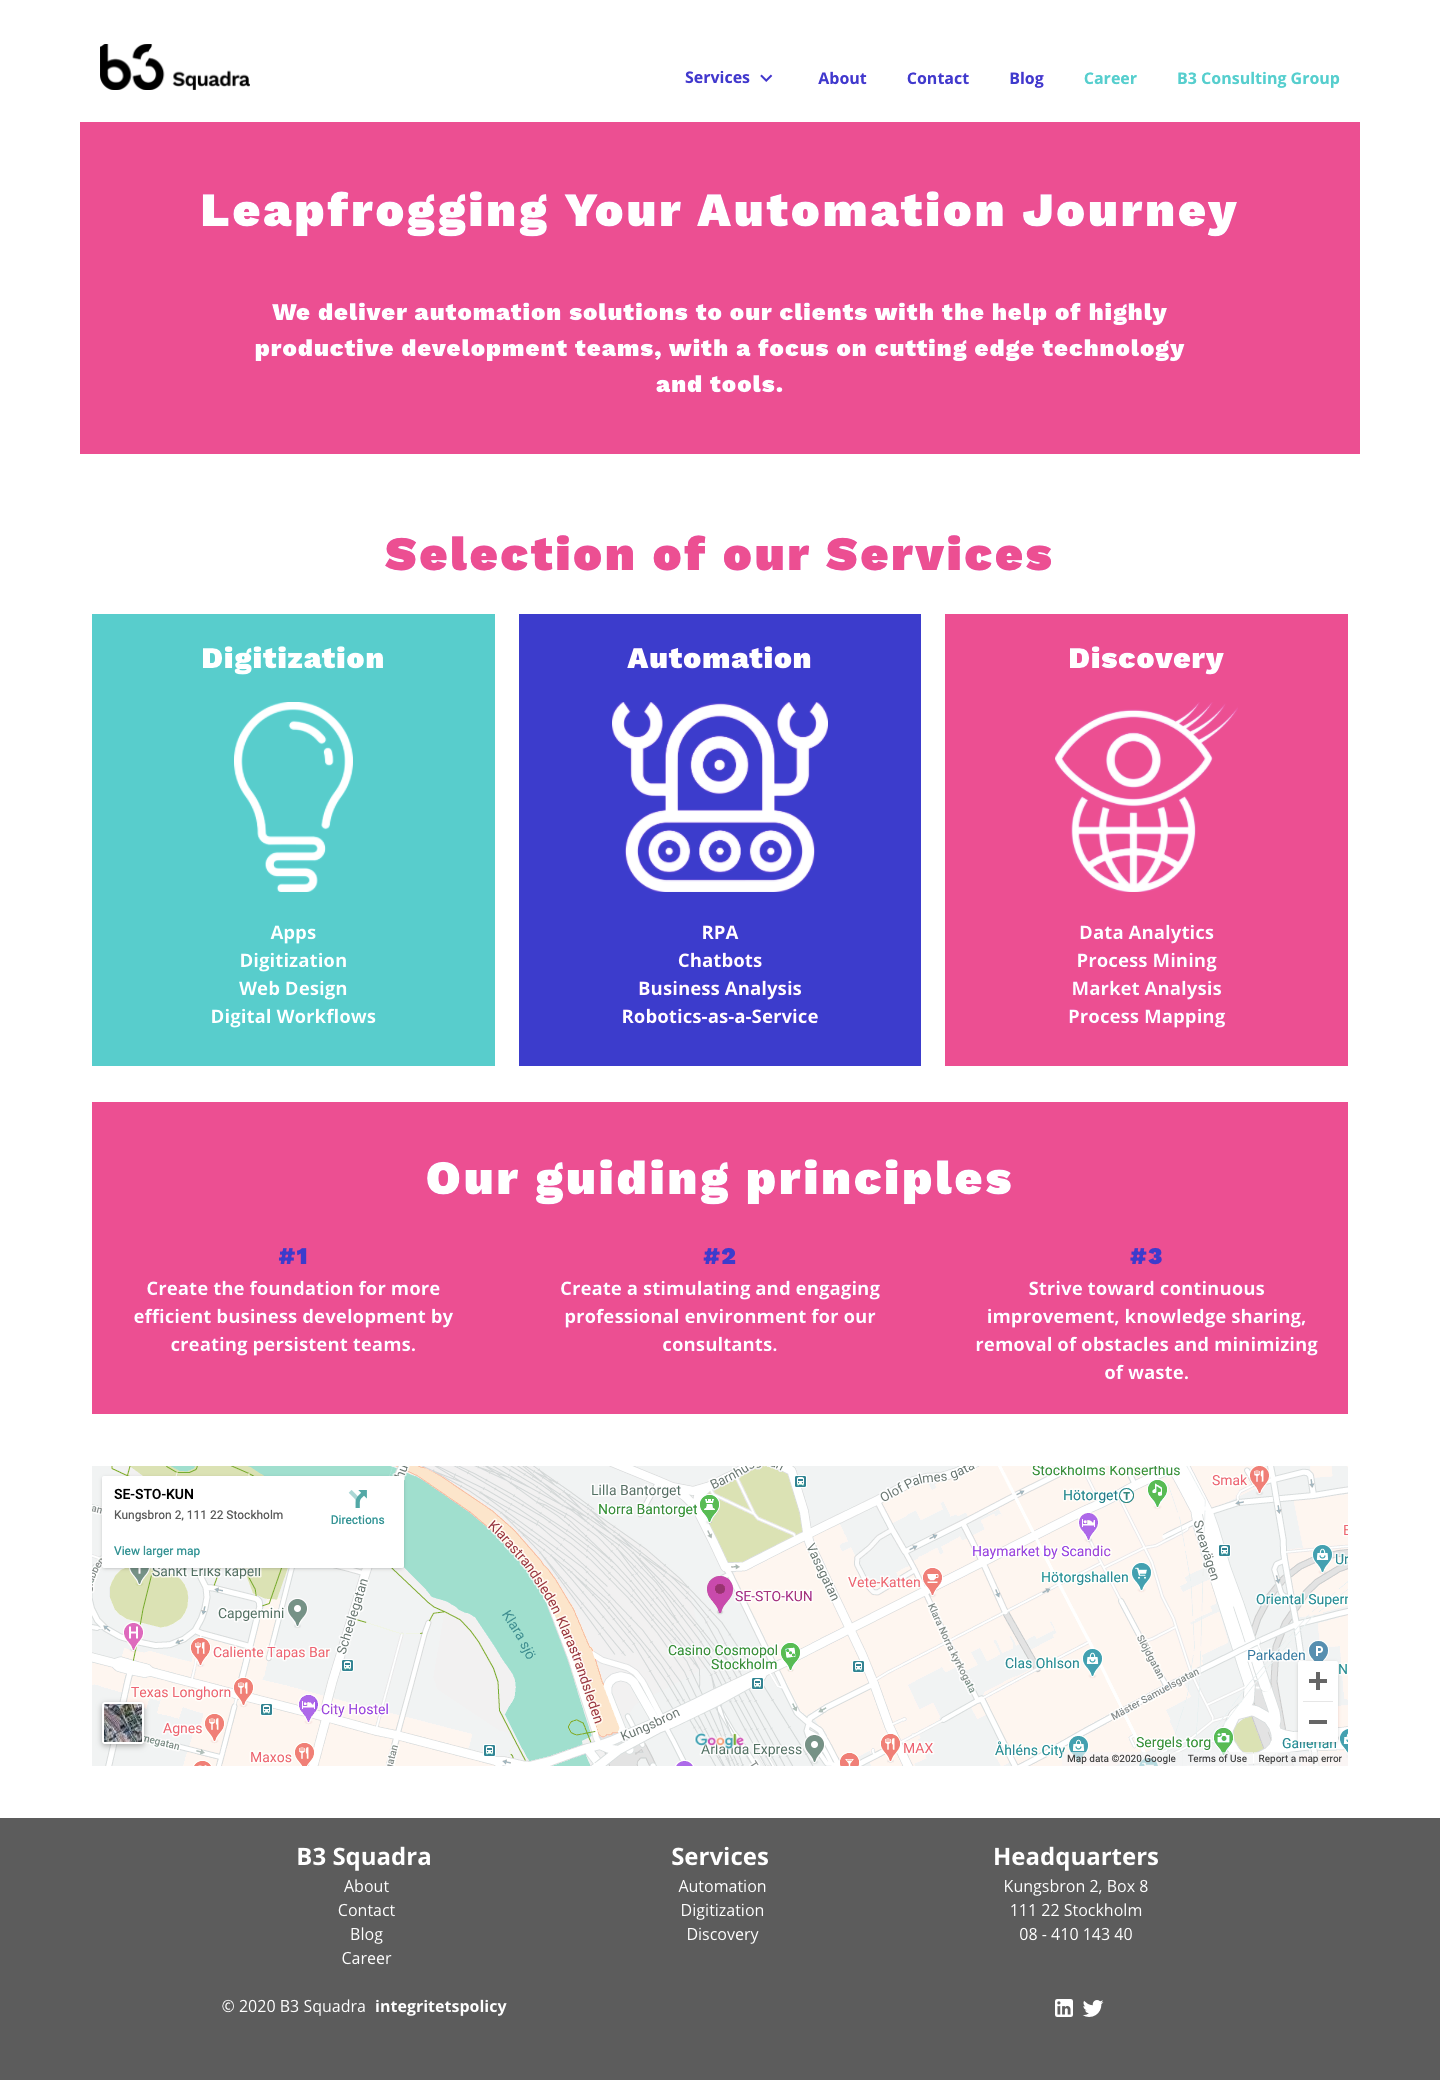 b3 Squadra
Services
About
Contact
Blog
Career
B3 Consulting Group
Leapfrogging Your Automation Journey
We deliver automation solutions to our clients with the help of highly
productive development teams, with a focus on cutting edge technology
and tools.
Selection of our Services
Digitization
Apps
Digitization
Web Design
Digital Workflows
Automation
RPA
Chatbots
Business Analysis
Robotics-as-a-Service
Discovery
Data Analytics
Process Mining
Market Analysis
Process Mapping
Our guiding principles
#1
Create the foundation for more
efficient business development by
creating persistent teams.
#2
Create a stimulating and engaging
professional environment for our
consultants.
#3
Strive toward continuous
improvement, knowledge sharing,
removal of obstacles and minimizing
of waste.
SE-STO-KUN
Kungsbron 2, 111 22 Stockholm
Directions
View larger map
Sankt Eriks kapell
Capgemini
Scheelegatan
H
Caliente Tapas Bar
Texas Longhorn
City Hostel
Agnes
Maxos
Klarastrandsleden
Klarastrandsleden
Klara sjö
Lilla Bantorget
Norra Bantorget
Olof Palmes gata
Vasagatan
SE-STO-KUN
Vete-Katten
Casino Cosmopol
Stockholm
Klara Norra kyrkogata
Kungsbron
Google
Arlanda Express
MAX
Stockholms Konserthus
Hötorget
T
Smak
Haymarket by Scandic
Hötorgshallen
Sveavägen
Oriental Superm
Clas Ohlson
Slöjdgatan
Mäster Samuelsgatan
Parkaden
P
Åhléns City
Sergels torg
Gallerian
Map data ©2020 Google
Terms of Use
Report a map error
B3 Squadra
About
Contact
Blog
Career
Services
Automation
Digitization
Discovery
Headquarters
Kungsbron 2, Box 8
111 22 Stockholm
08 - 410 143 40
© 2020 B3 Squadra integritetspolicy